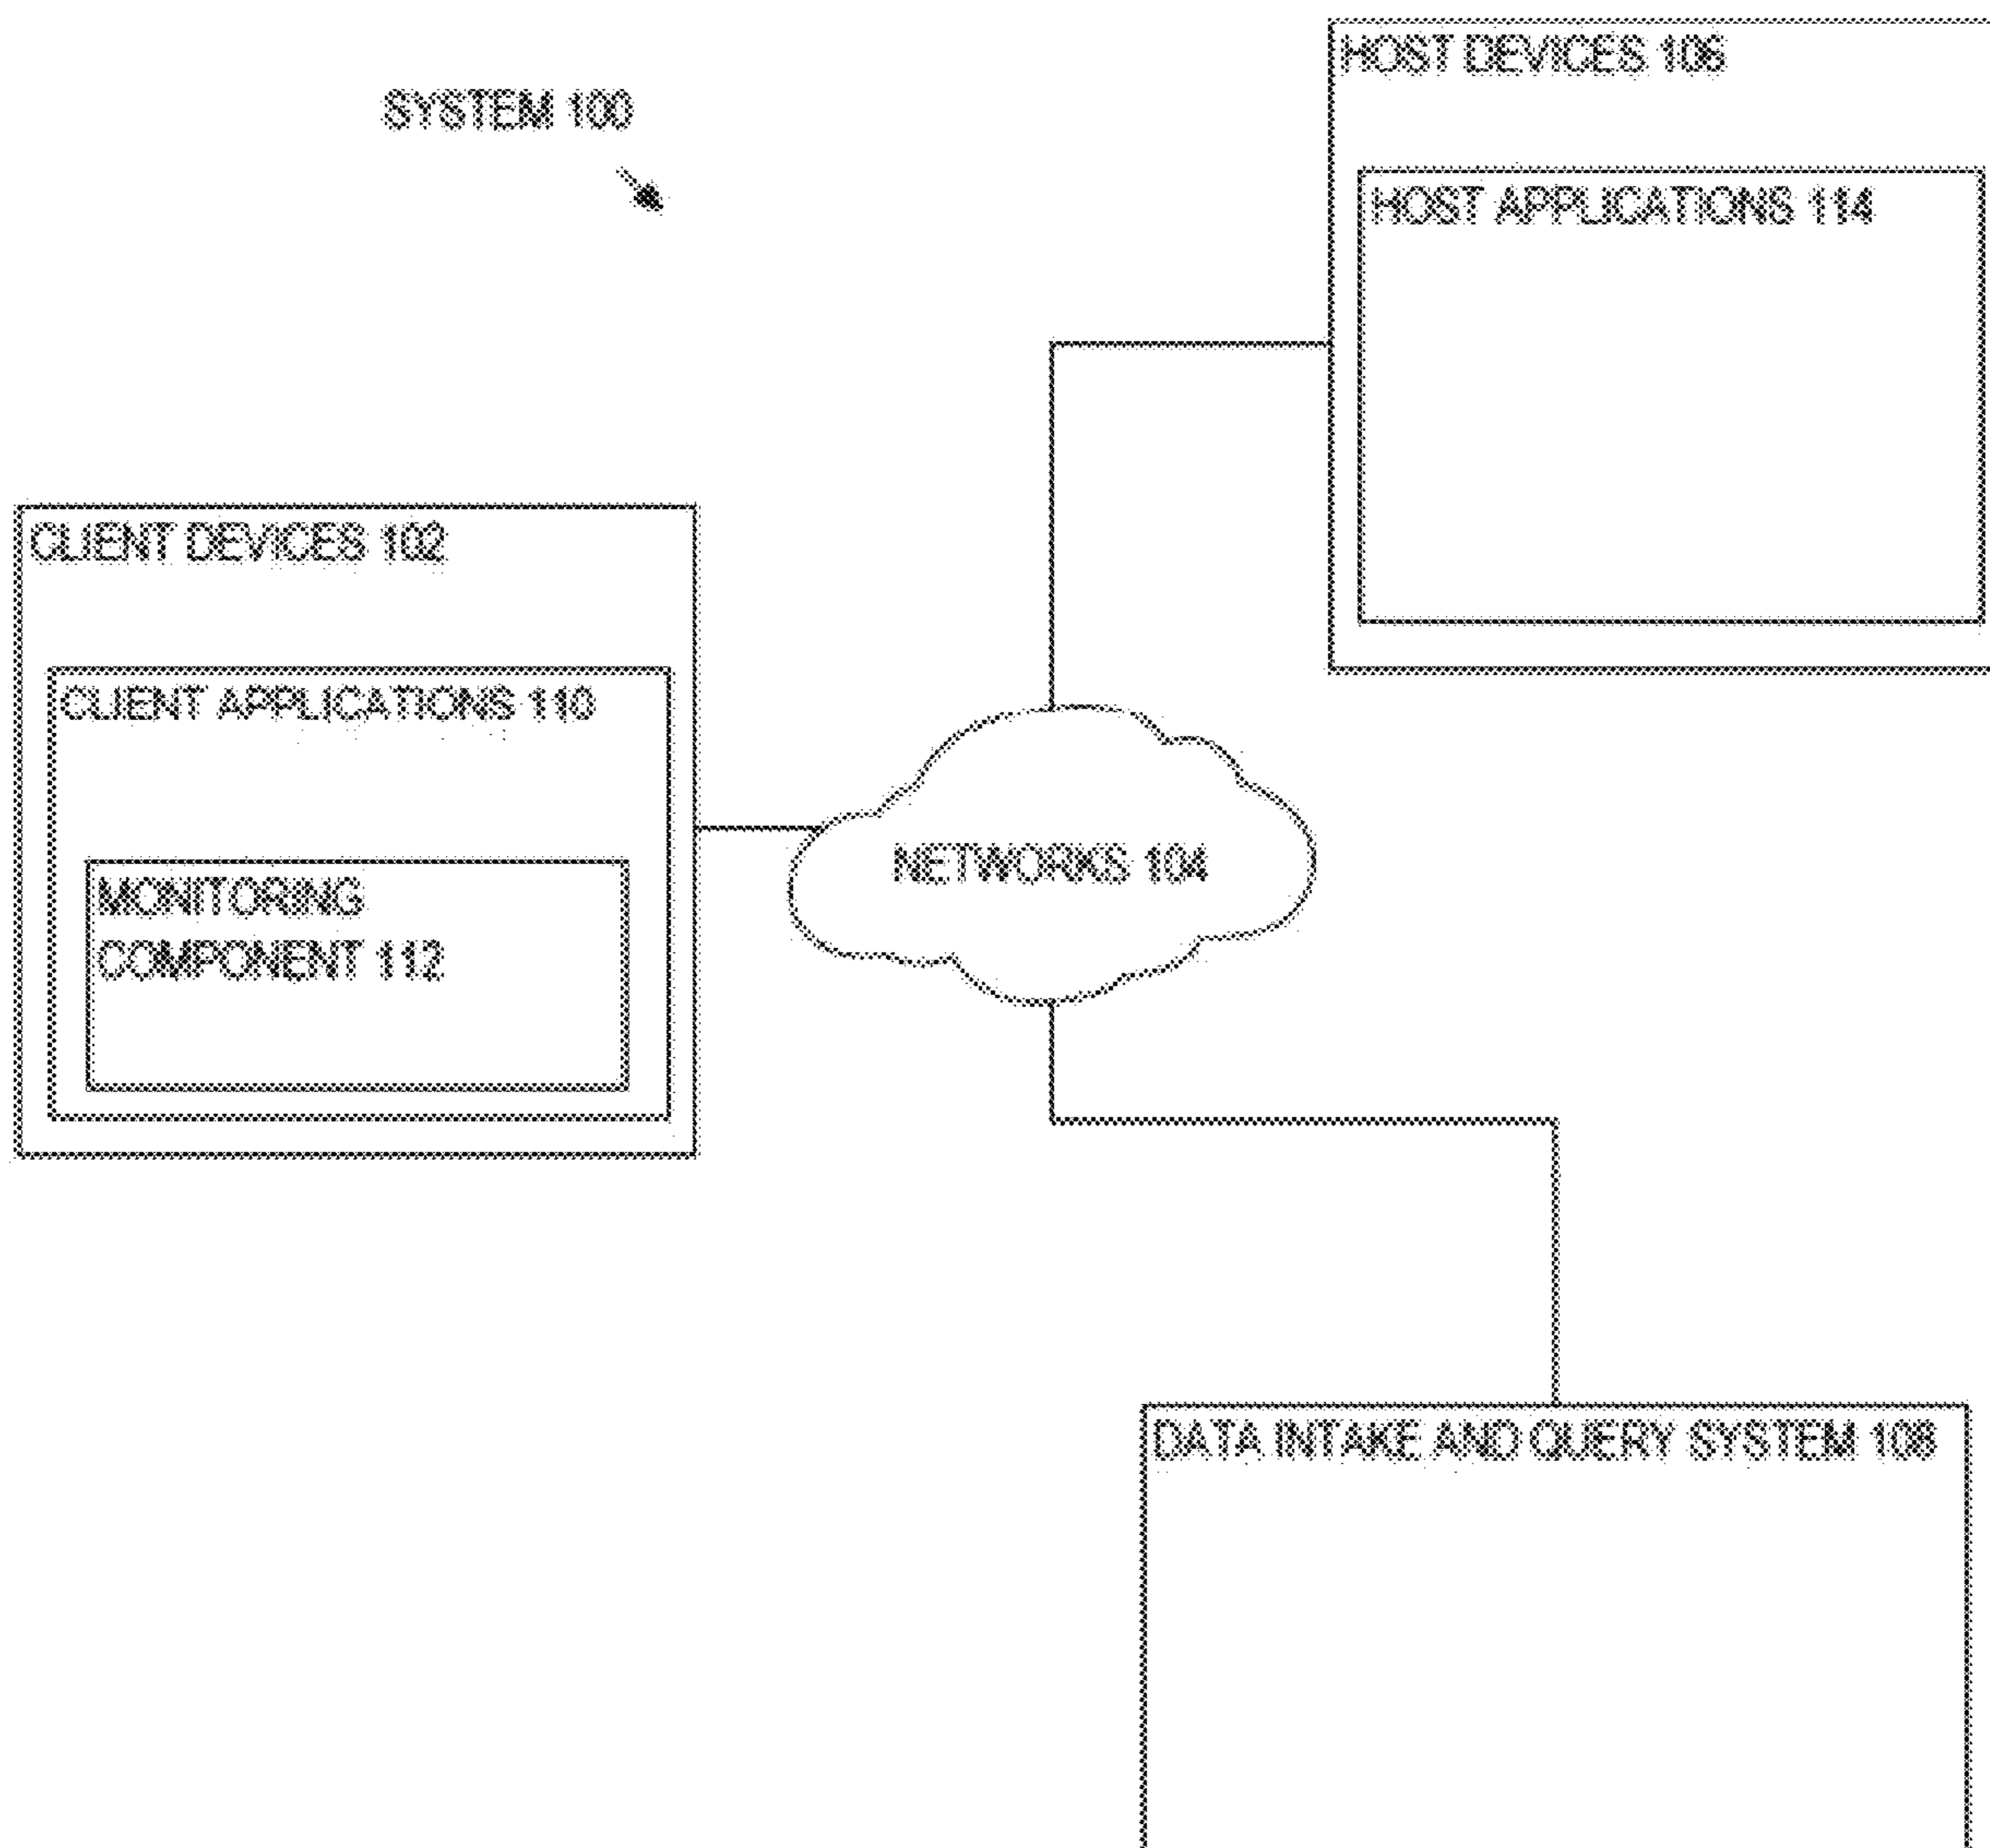 SYSTEM 100
HOST DEVICES 106
HOST APPLICATIONS 114
CLIENT DEVICES 102
CLIENT APPLICATIONS 110
MONITORING
COMPONENT 112
NETWORKS 104
DATA INTAKE AND QUERY SYSTEM 108